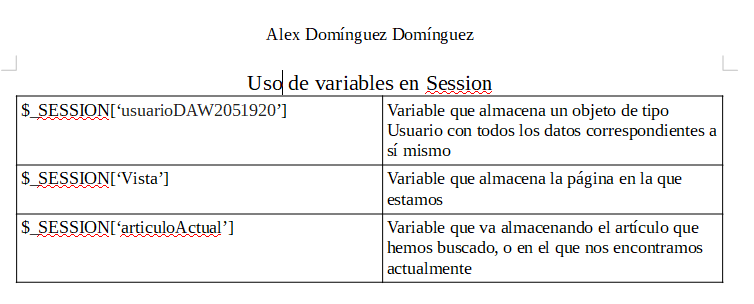 Alex Domínguez Domínguez
Uso de variables en Session
$_SESSION[‘usuarioDAW2051920’]
Variable que almacena un objeto de tipo
Usuario con todos los datos correspondientes a
sí mismo
$_SESSION[‘Vista’]
Variable que almacena la página en la que
estamos
$_SESSION[‘articuloActual’]
Variable que va almacenando el artículo que
hemos buscado, o en el que nos encontramos
actualmente